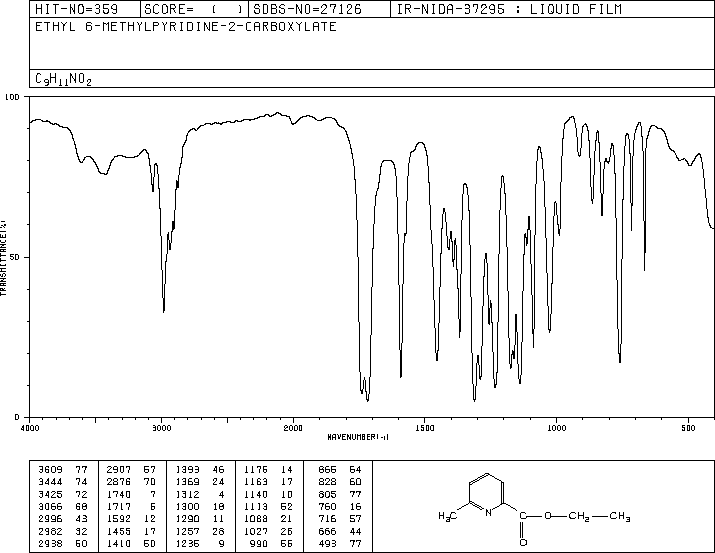 HIT-NO=359 SCORE= ( ) SDBS-NO=27126 IR-NIDA-37295 : LIQUID FILM
ETHYL 6-METHYLPYRIDINE-2-CARBOXYLATE
C9H11NO2
100
50
0
TRANSMITTANCE(%)
4000 3000 2000 1500 1000 500
WAVENUMBER(-1)
3609 77 2907 57 1393 46 1176 14 866 64
3444 74 2876 70 1369 24 1163 17 828 60
3425 72 1740 7 1312 4 1140 10 805 77
3066 68 1717 5 1300 18 1113 52 760 16
2996 43 1592 12 1290 11 1088 21 716 57
2982 32 1455 17 1257 28 1027 26 666 44
2938 50 1410 50 1235 9 990 55 493 77
H3C N C O CH2 CH3
O